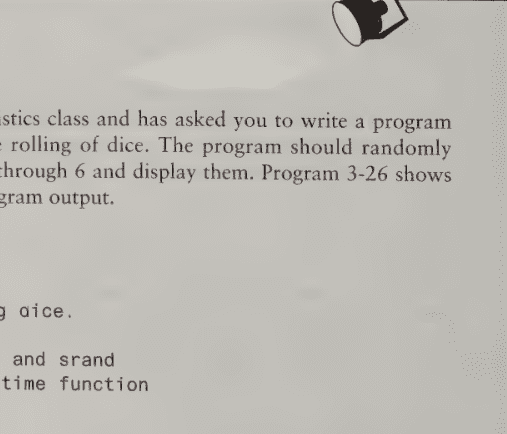 istics class and has asked you to write a program
rolling of dice. The program should randomly
through 6 and display them. Program 3-26 shows
gram output.
g dice.
and srand
time function